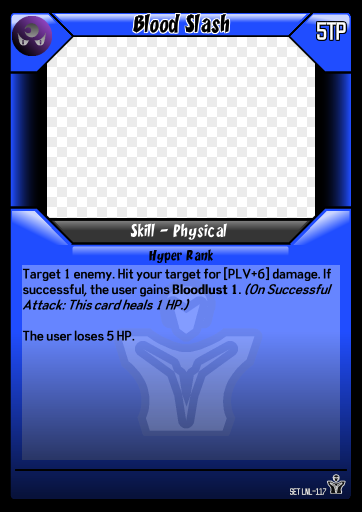 Blood Slash
5TP
Skill - Physical
Hyper Rank
Target 1 enemy. Hit your target for [PLV+6] damage. If
successful, the user gains Bloodlust 1. (On Successful
Attack: This card heals 1 HP.)
The user loses 5 HP.
SET LNL-117